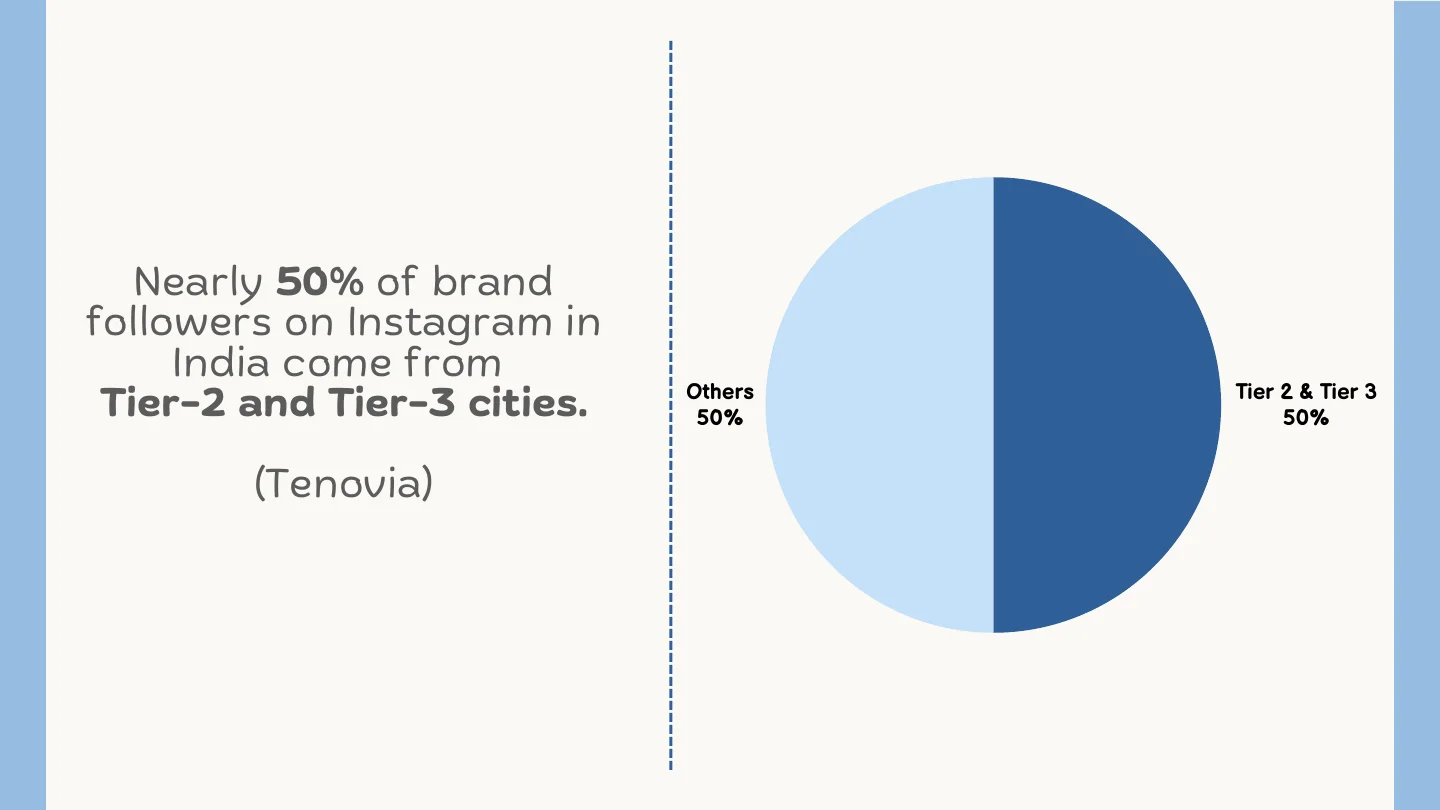 Nearly 50% of brand
followers on Instagram in
India come from
Tier-2 and Tier-3 cities.
(Tenovia)
Others
50%
Tier 2 & Tier 3
50%